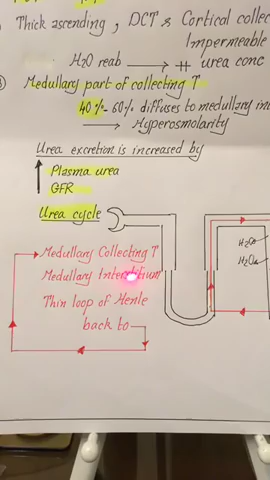 Thick ascending, DCT & Cortical collec
Impermeable
H2O reab → ⧺ urea conc
Medullary part of collecting T
40%-60% diffuses to medullary in
→ Hyperosmolarity
Urea excretion is increased by
↑ Plasma urea
GFR
Urea cycle
H2O
H2O
Medullary Collecting T
Medullary Interstitium
Thin loop of Henle
back to